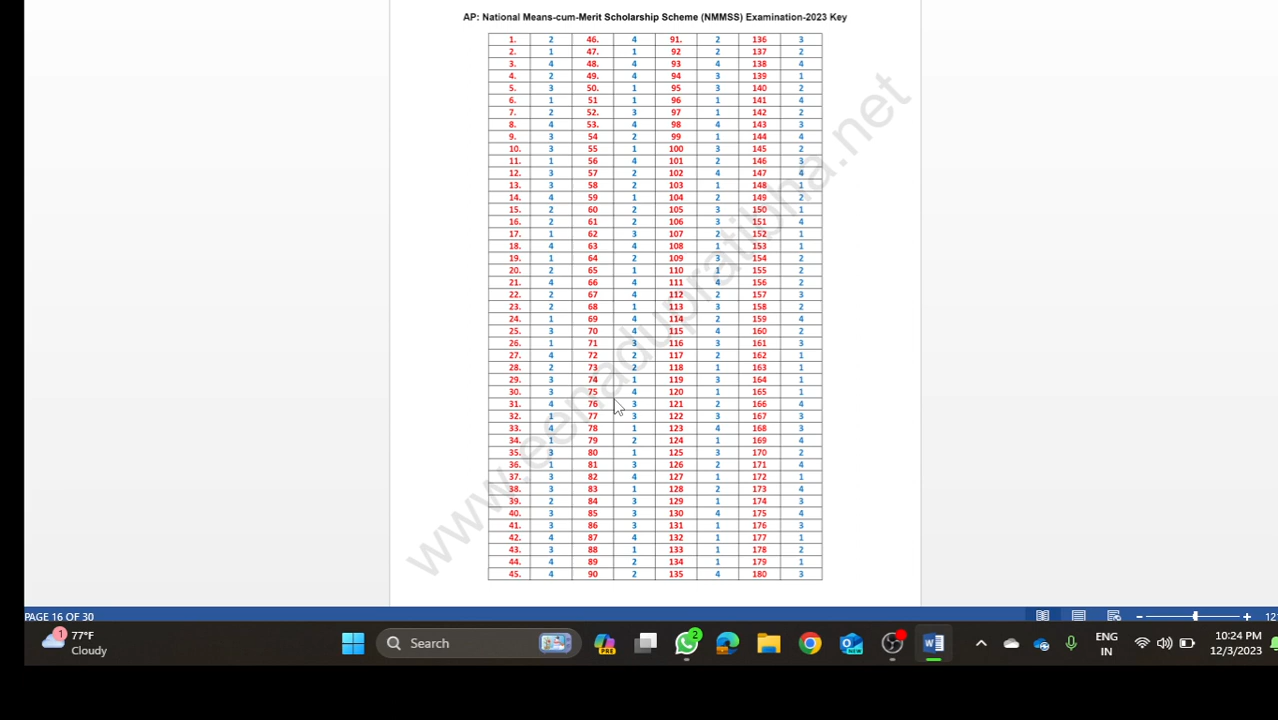 AP: National Means-cum-Merit Scholarship Scheme (NMMSS) Examination-2023 Key
1. 2 46. 4 91. 2 136 3
2. 1 47. 1 92 2 137 2
3. 4 48. 4 93 4 138 4
4. 2 49. 4 94 3 139 1
5. 3 50. 1 95 3 140 2
6. 1 51 1 96 1 141 4
7. 2 52. 3 97 1 142 2
8. 4 53. 4 98 4 143 3
9. 3 54 2 99 1 144 4
10. 3 55 1 100 3 145 2
11. 1 56 4 101 2 146 3
12. 3 57 2 102 4 147 4
13. 3 58 2 103 1 148 1
14. 4 59 1 104 2 149 2
15. 2 60 2 105 3 150 1
16. 2 61 2 106 3 151 4
17. 1 62 3 107 2 152 1
18. 4 63 4 108 1 153 1
19. 1 64 2 109 3 154 2
20. 2 65 1 110 1 155 2
21. 4 66 4 111 4 156 2
22. 2 67 4 112 2 157 3
23. 2 68 1 113 3 158 2
24. 1 69 4 114 2 159 4
25. 3 70 4 115 4 160 2
26. 1 71 3 116 3 161 3
27. 4 72 2 117 2 162 1
28. 2 73 2 118 1 163 1
29. 3 74 1 119 3 164 1
30. 3 75 4 120 1 165 1
31. 4 76 3 121 2 166 4
32. 1 77 3 122 3 167 3
33. 4 78 1 123 4 168 3
34. 1 79 2 124 1 169 4
35. 3 80 1 125 3 170 2
36. 1 81 3 126 2 171 4
37. 3 82 4 127 1 172 1
38. 3 83 1 128 2 173 4
39. 2 84 3 129 1 174 3
40. 3 85 3 130 4 175 4
41. 3 86 3 131 1 176 3
42. 4 87 4 132 1 177 1
43. 3 88 1 133 1 178 2
44. 4 89 2 134 1 179 1
45. 4 90 2 135 4 180 3
www.eenadupratibha.net
PAGE 16 OF 30
1 77°F
Cloudy
Search
PRE
2
NEW
ENG
IN
10:24 PM
12/3/2023